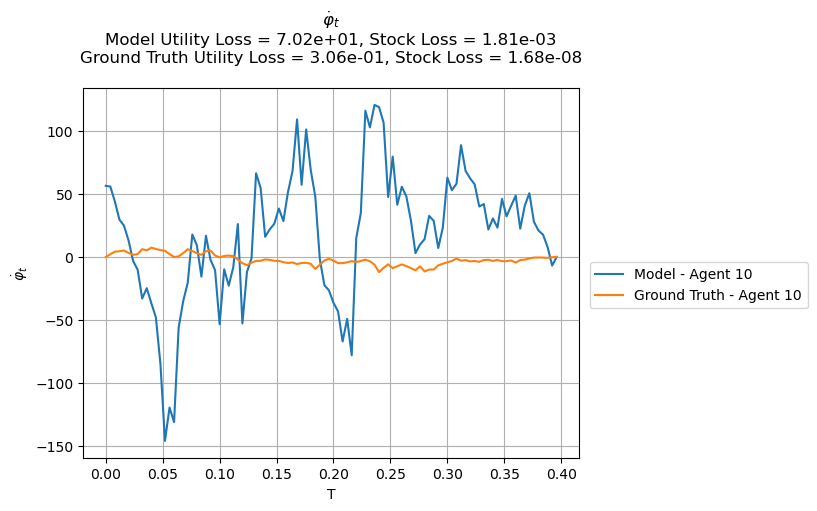 φ̇ₜ
Model Utility Loss = 7.02e+01, Stock Loss = 1.81e-03
Ground Truth Utility Loss = 3.06e-01, Stock Loss = 1.68e-08
100
50
0
−50
−100
−150
φ̇ₜ
0.00 0.05 0.10 0.15 0.20 0.25 0.30 0.35 0.40
T
Model - Agent 10
Ground Truth - Agent 10